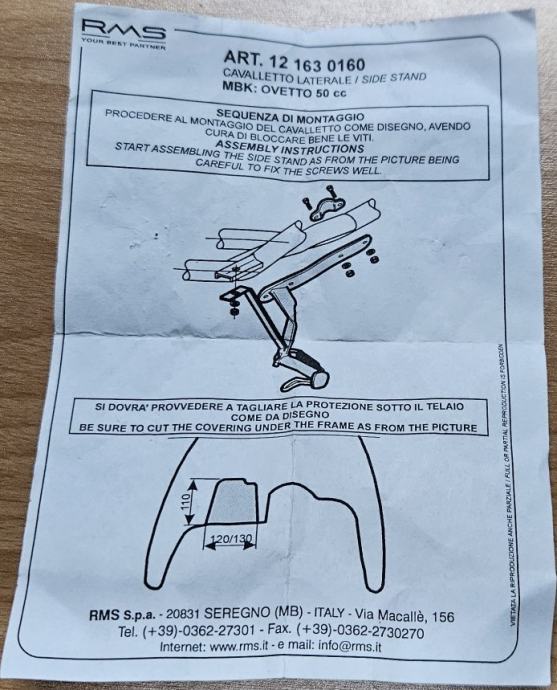 RMS
YOUR BEST PARTNER
ART. 12 163 0160
CAVALLETTO LATERALE / SIDE STAND
MBK: OVETTO 50 cc
SEQUENZA DI MONTAGGIO
PROCEDERE AL MONTAGGIO DEL CAVALLETTO COME DISEGNO, AVENDO
CURA DI BLOCCARE BENE LE VITI.
ASSEMBLY INSTRUCTIONS
START ASSEMBLING THE SIDE STAND AS FROM THE PICTURE BEING
CAREFUL TO FIX THE SCREWS WELL.
SI DOVRA' PROVVEDERE A TAGLIARE LA PROTEZIONE SOTTO IL TELAIO
COME DA DISEGNO
BE SURE TO CUT THE COVERING UNDER THE FRAME AS FROM THE PICTURE
110
120/130
VIETATA LA RIPRODUZIONE ANCHE PARZIALE / FULL OR PARTIAL REPRODUCTION IS FORBIDDEN
RMS S.p.a. - 20831 SEREGNO (MB) - ITALY - Via Macallè, 156
Tel. (+39)-0362-27301 - Fax. (+39)-0362-2730270
Internet: www.rms.it - e mail: info@rms.it